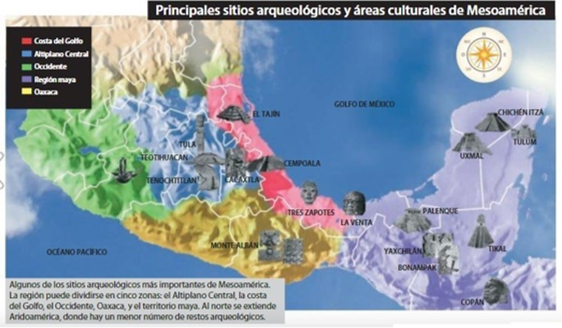 Principales sitios arqueológicos y áreas culturales de Mesoamérica
Costa del Golfo
Altiplano Central
Occidente
Región maya
Oaxaca
GOLFO DE MÉXICO
EL TAJÍN
CHICHÉN ITZÁ
TULUM
UXMAL
TULA
TEOTIHUACAN
TENOCHTITLAN
CACAXTLA
CEMPOALA
TRES ZAPOTES
LA VENTA
PALENQUE
MONTE ALBÁN
YAXCHILÁN
BONAMPAK
TIKAL
OCÉANO PACÍFICO
COPÁN
Algunos de los sitios arqueológicos más importantes de Mesoamérica.
La región puede dividirse en cinco zonas: el Altiplano Central, la costa
del Golfo, el Occidente, Oaxaca, y el territorio maya. Al norte se extiende
Aridoamérica, donde hay un menor número de restos arqueológicos.